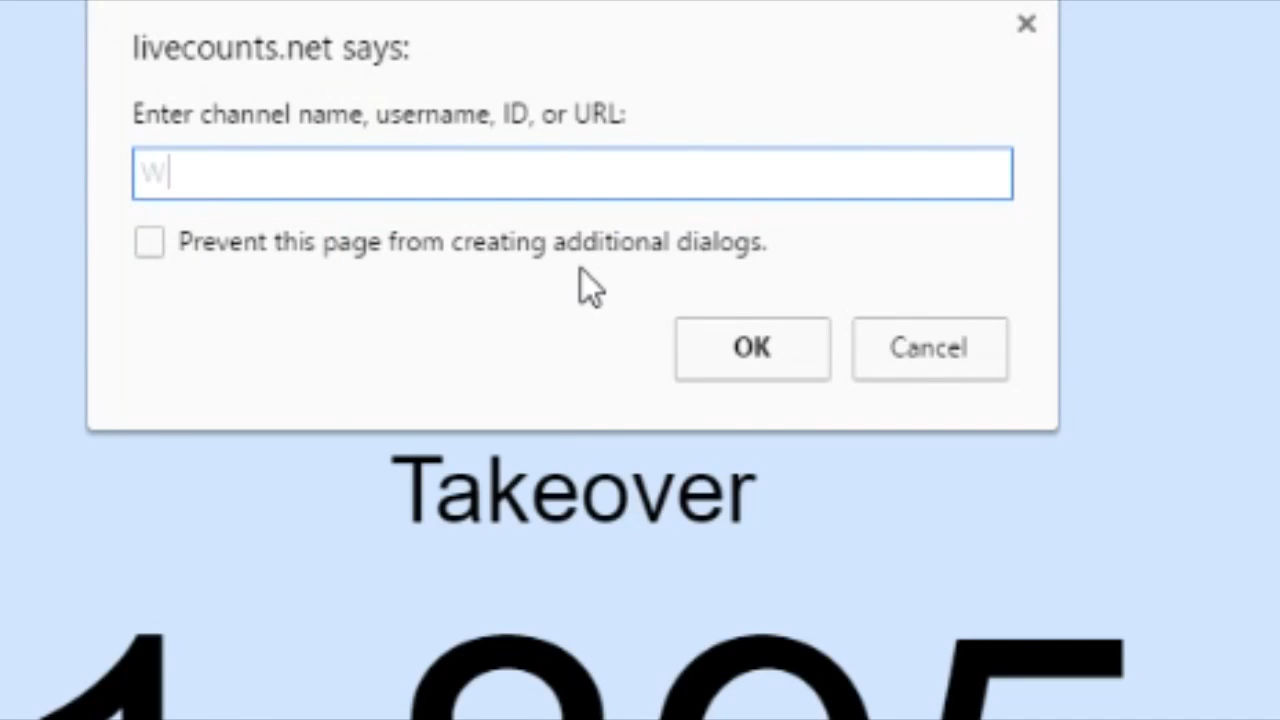 livecounts.net says:
Enter channel name, username, ID, or URL:
W
Prevent this page from creating additional dialogs.
OK Cancel
Takeover